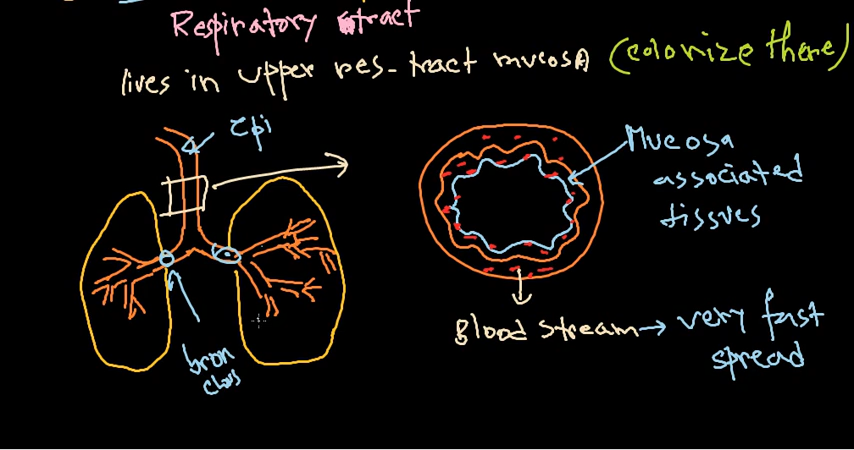 Respiratory tract
lives in upper res-tract mucosA (colonize there)
Epi
Mucosa
associated
tissues
Blood stream → very fast
spread
bron
chos